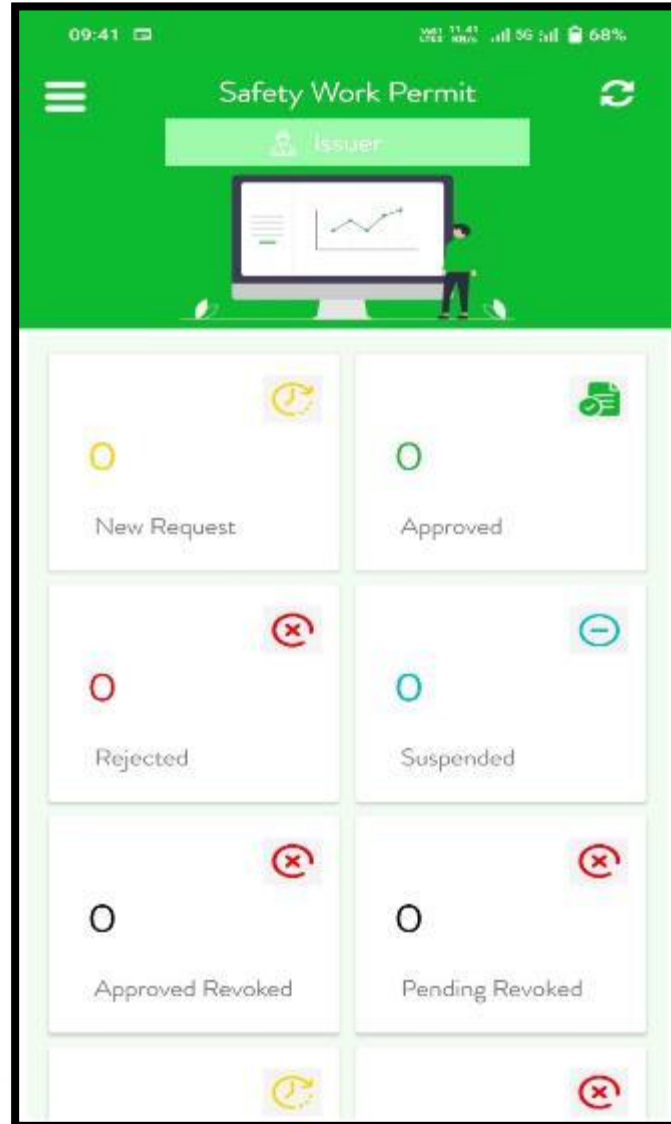 09:41
5G 68%
Safety Work Permit
Issuer
0 0
New Request Approved
0 0
Rejected Suspended
0 0
Approved Revoked Pending Revoked